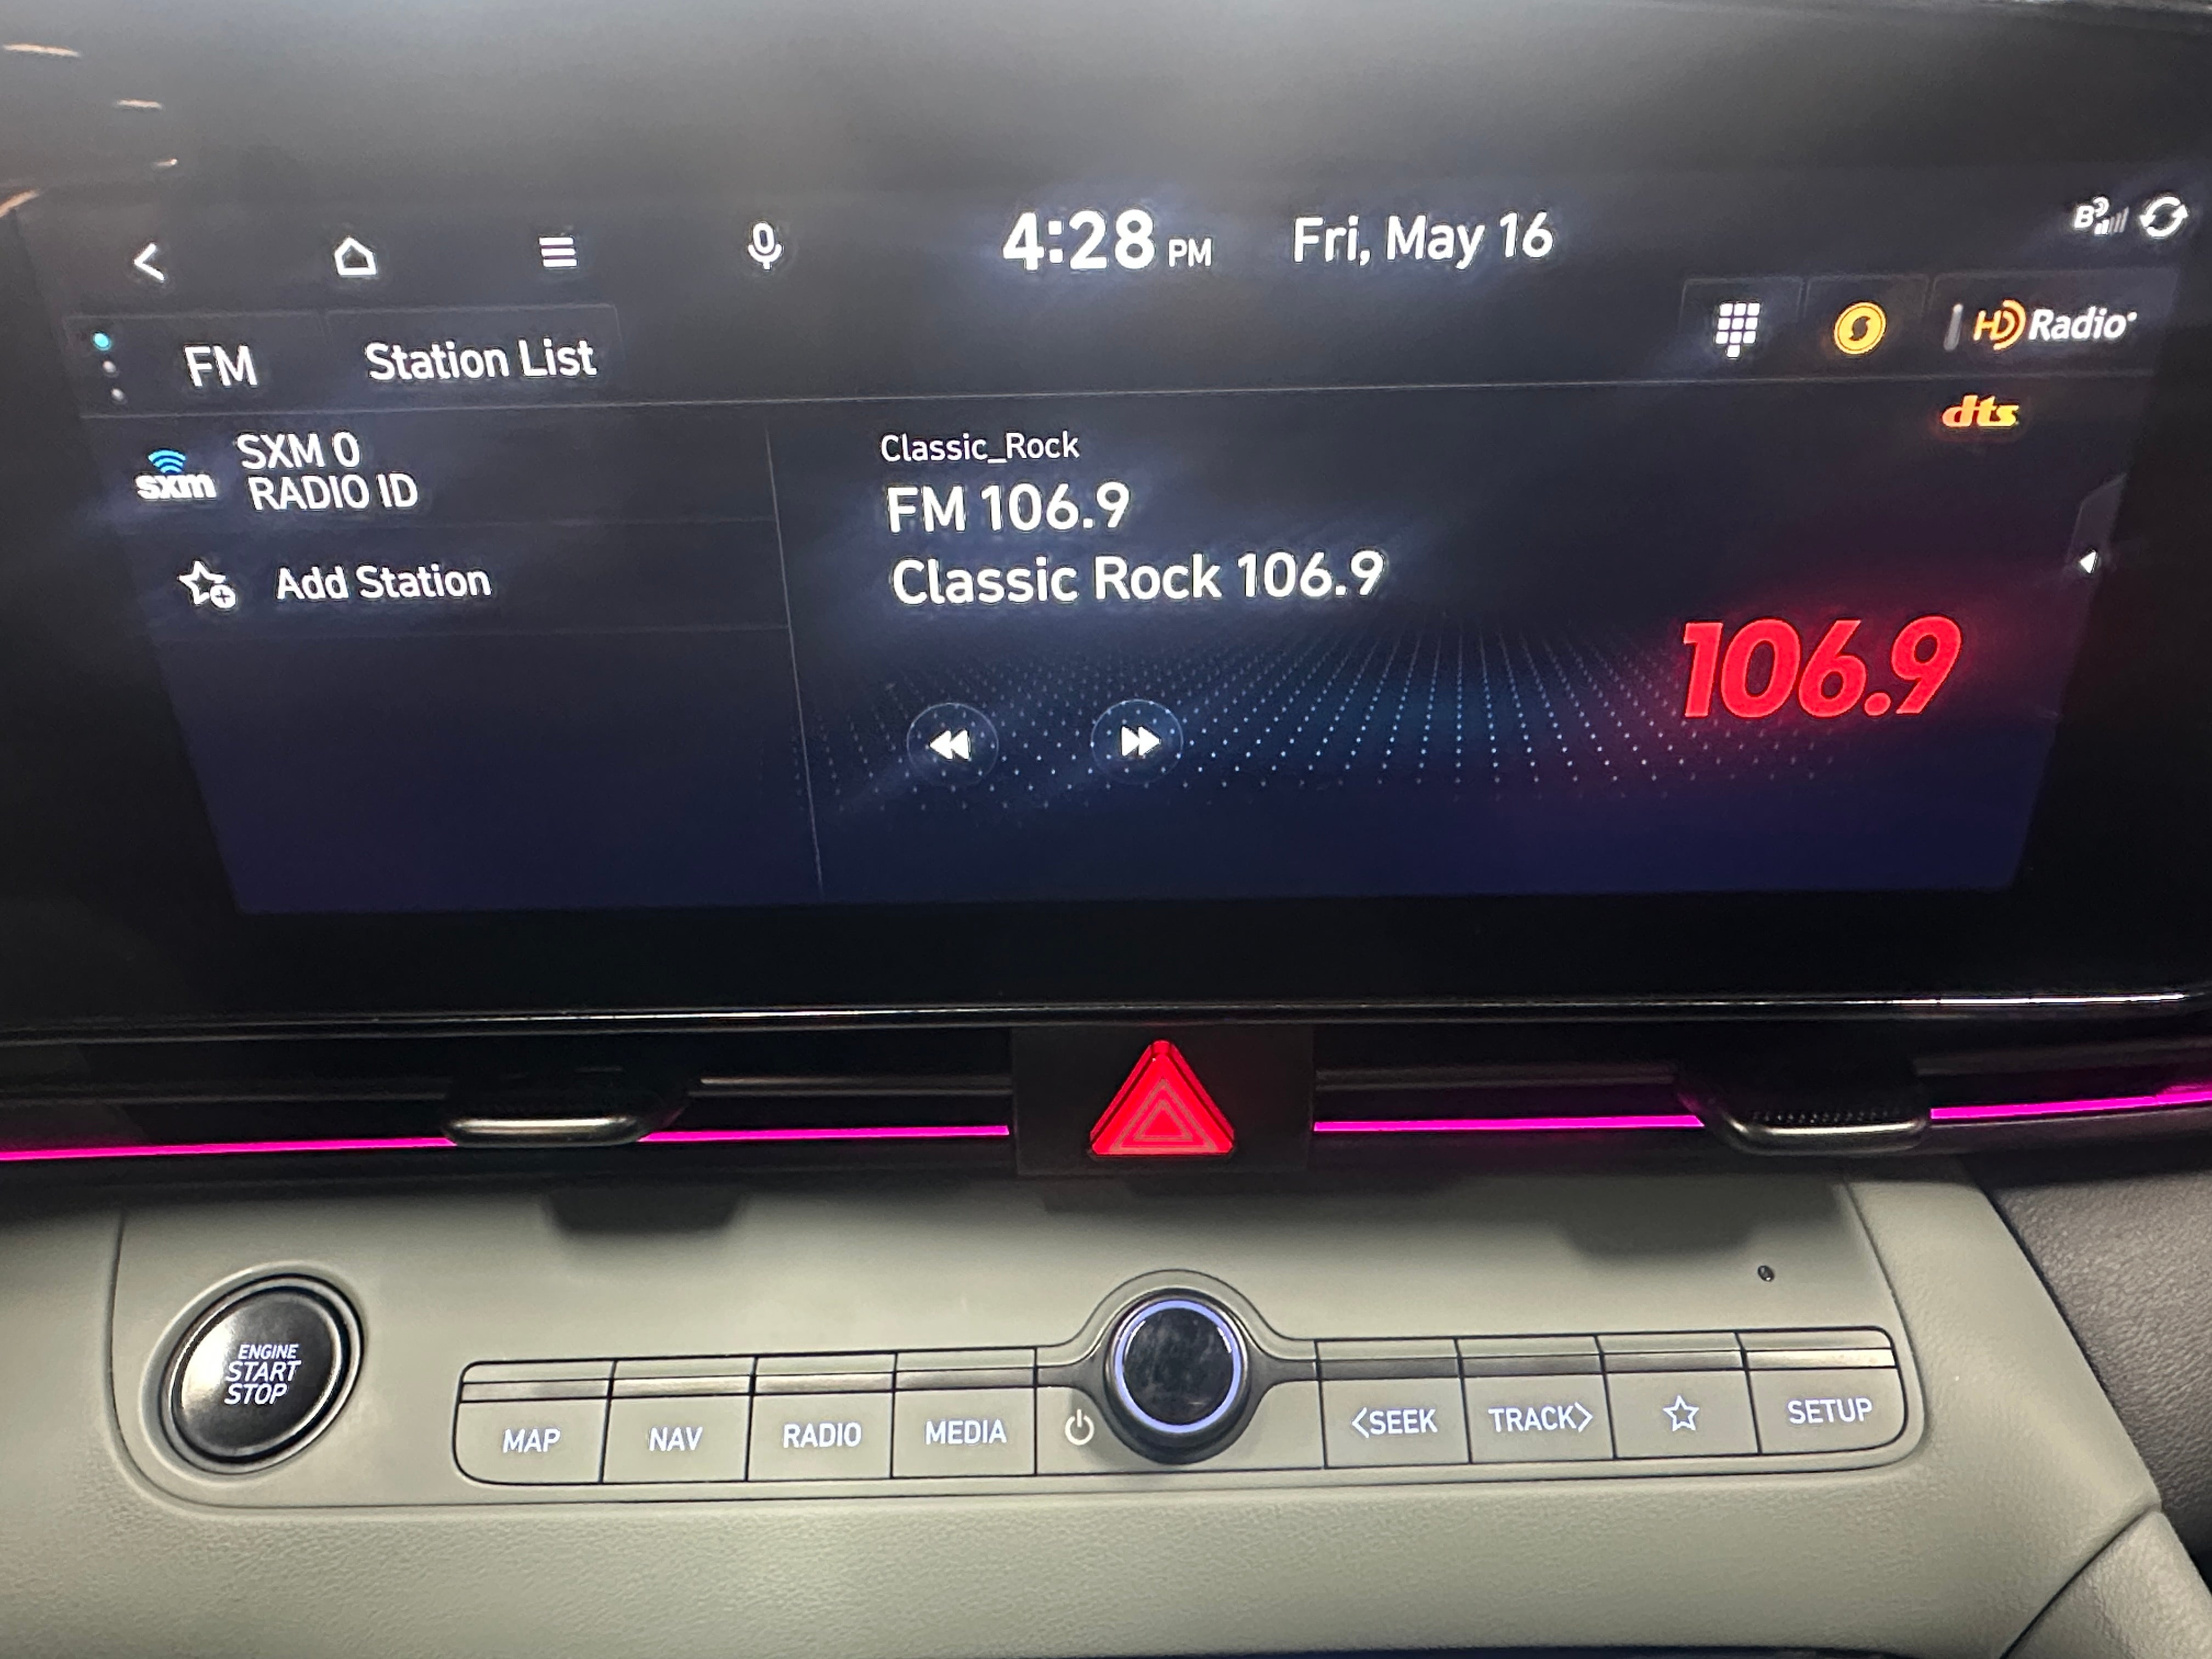 4:28 PM Fri, May 16
FM
Station List
HD Radio
dts
sxm
SXM 0
RADIO ID
Add Station
Classic_Rock
FM 106.9
Classic Rock 106.9
106.9
ENGINE
START
STOP
MAP
NAV
RADIO
MEDIA
<SEEK
TRACK>
SETUP